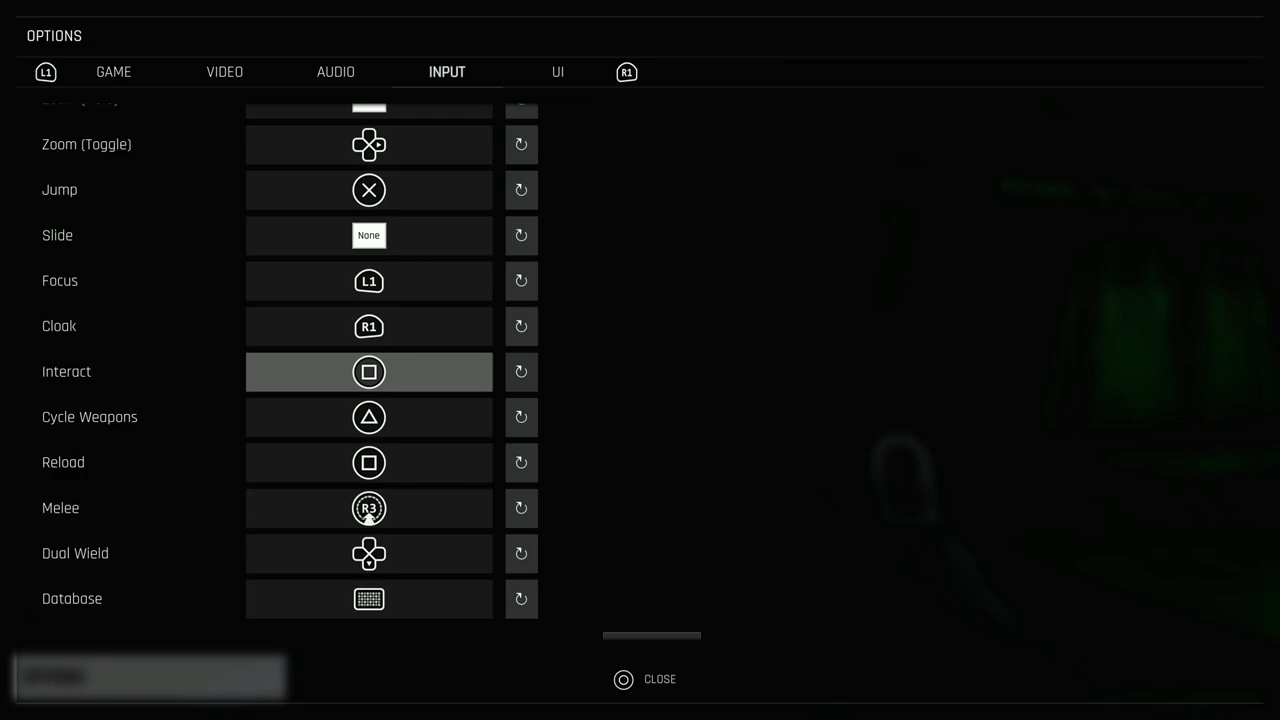 OPTIONS
L1 GAME VIDEO AUDIO INPUT UI R1
Zoom (Toggle)
Jump
Slide None
Focus L1
Cloak R1
Interact
Cycle Weapons
Reload
Melee R3
Dual Wield
Database
CLOSE